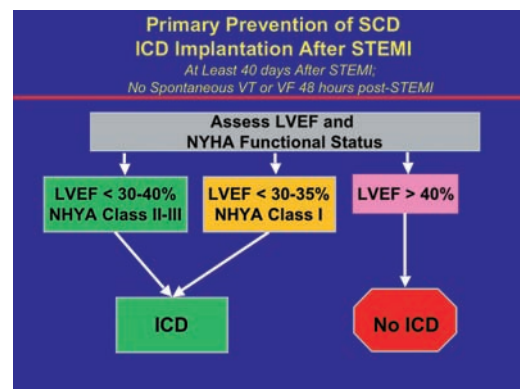 Primary Prevention of SCD
ICD Implantation After STEMI
At Least 40 days After STEMI;
No Spontaneous VT or VF 48 hours post-STEMI
Assess LVEF and
NYHA Functional Status
LVEF < 30-40%
NHYA Class II-III
LVEF < 30-35%
NHYA Class I
LVEF > 40%
ICD
No ICD